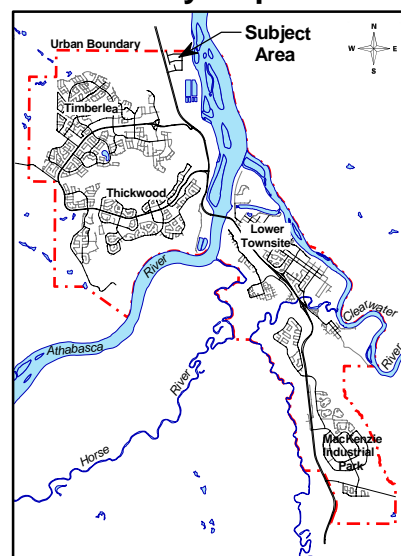 Subject
Area
Urban Boundary
N
W
E
S
Timberlea
Thickwood
Lower
Townsite
Clearwater
River
Athabasca
River
Horse
River
MacKenzie
Industrial
Park